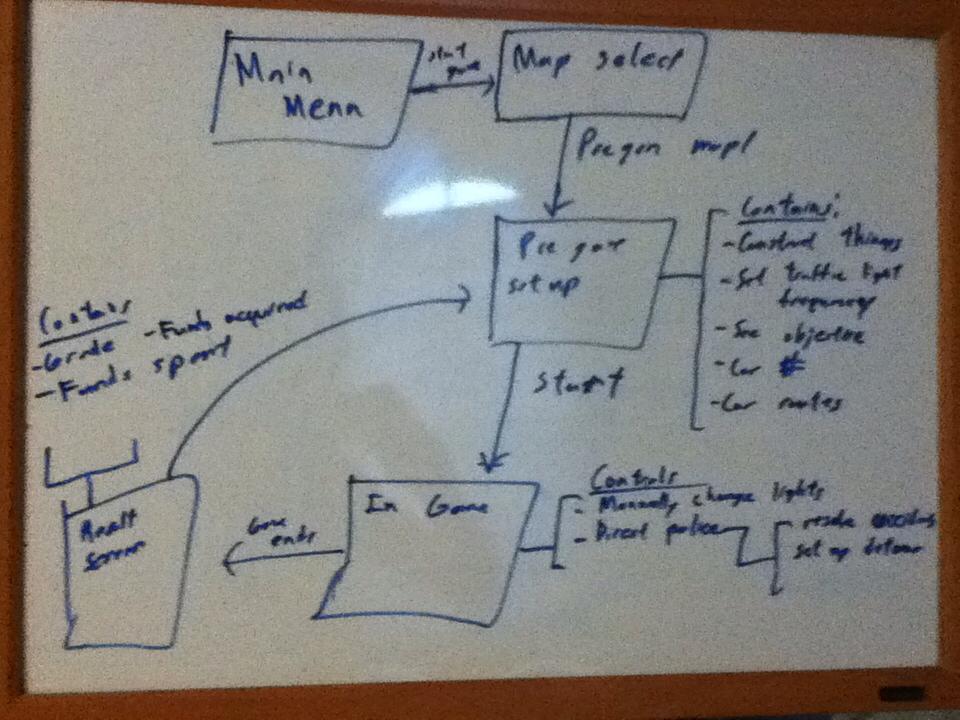 Main
Menu
start
game
Map select
Pregen map
Pre game
set up
Contains:
- Construct things
- Set traffic light
frequency
- See objective
- Car #
- Car routes
start
Contains
- Grade - Funds acquired
- Funds spent
Result
screen
Game
ends
In Game
Controls
- Manually change lights
- Direct police
- resolve accidents
set up detour